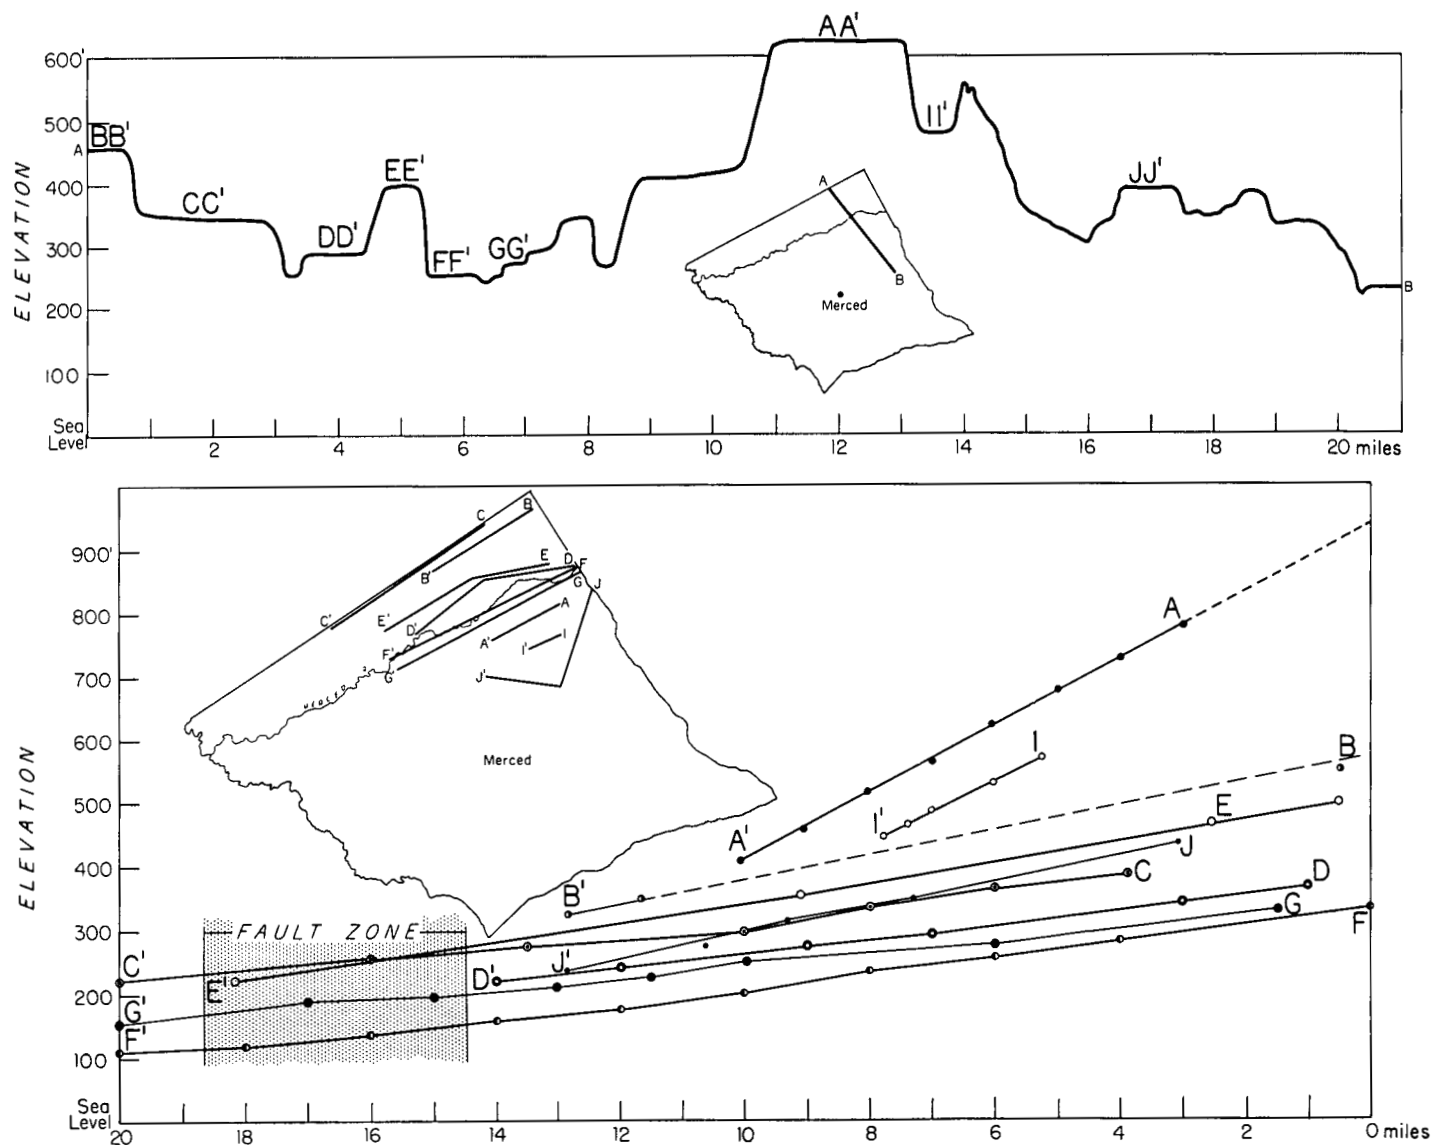 AA'
600'
500
II'
A
BB'
EE'
JJ'
400
A
CC'
ELEVATION
DD'
GG'
300
FF'
B
B
Merced
200
100
Sea
Level
2
4
6
8
10
12
14
16
18
20 miles
B
C
900'
E
D
F
G
J
B'
A
C'
E'
D'
A
800
I
A'
I'
F'
G'
J'
700
600
I
B
Merced
ELEVATION
500
E
I'
A'
J
400
C
D
B'
G
FAULT ZONE
300
F
C'
J'
D'
E'
G'
200
F'
100
Sea
Level
20
18
16
14
12
10
8
6
4
2
0 miles